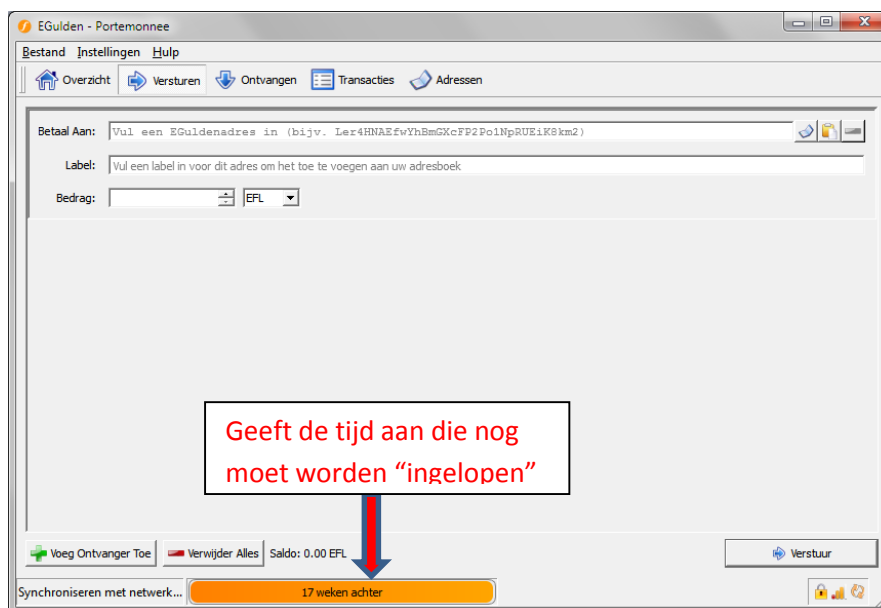 EGulden - Portemonnee
Bestand Instellingen Hulp
Overzicht Versturen Ontvangen Transacties Adressen
Betaal Aan: Vul een EGuldenadres in (bijv. Ler4HNAEfwYhBmGXcFP2Po1NpRUEiK8km2)
Label: Vul een label in voor dit adres om het toe te voegen aan uw adresboek
Bedrag: EFL
Geeft de tijd aan die nog
moet worden “ingelopen”
Voeg Ontvanger Toe Verwijder Alles Saldo: 0.00 EFL Verstuur
Synchroniseren met netwerk... 17 weken achter